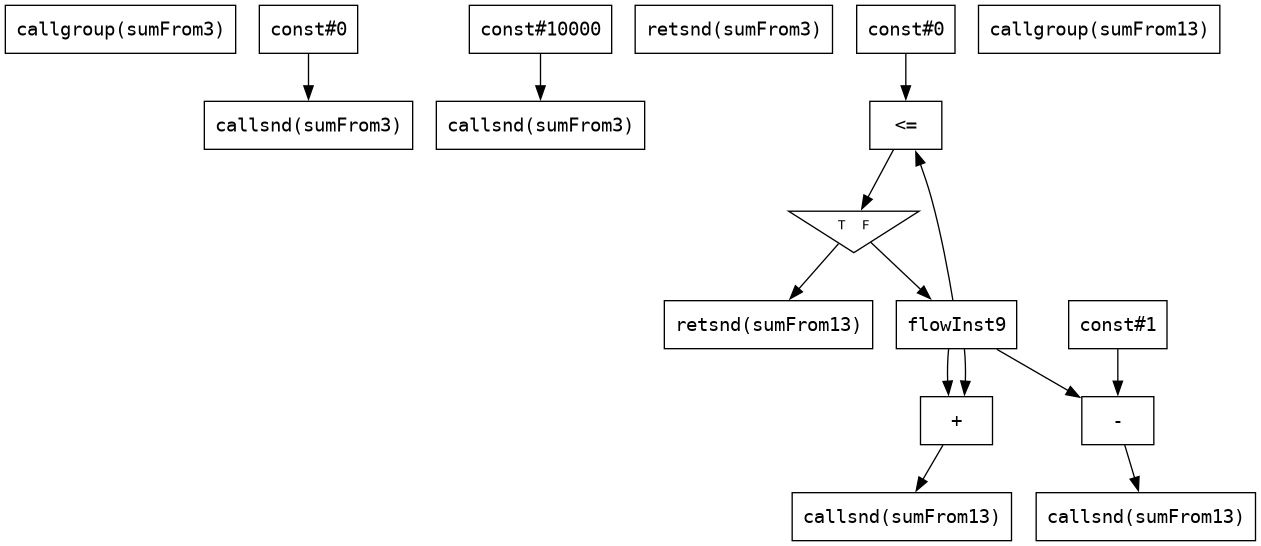 callgroup(sumFrom3)
const#0
const#10000
retsnd(sumFrom3)
const#0
callgroup(sumFrom13)
callsnd(sumFrom3)
callsnd(sumFrom3)
<=
T F
retsnd(sumFrom13)
flowInst9
const#1
+
-
callsnd(sumFrom13)
callsnd(sumFrom13)